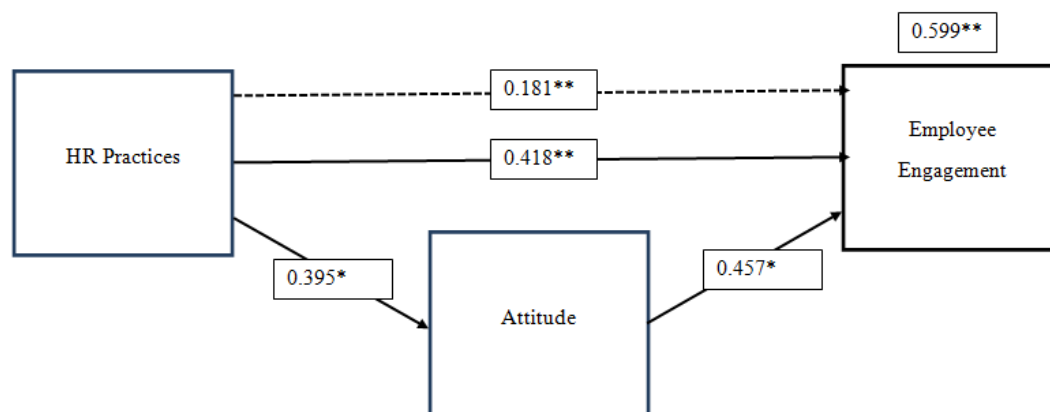 0.599**
0.181**
HR Practices
Employee
Engagement
0.418**
0.395*
0.457*
Attitude